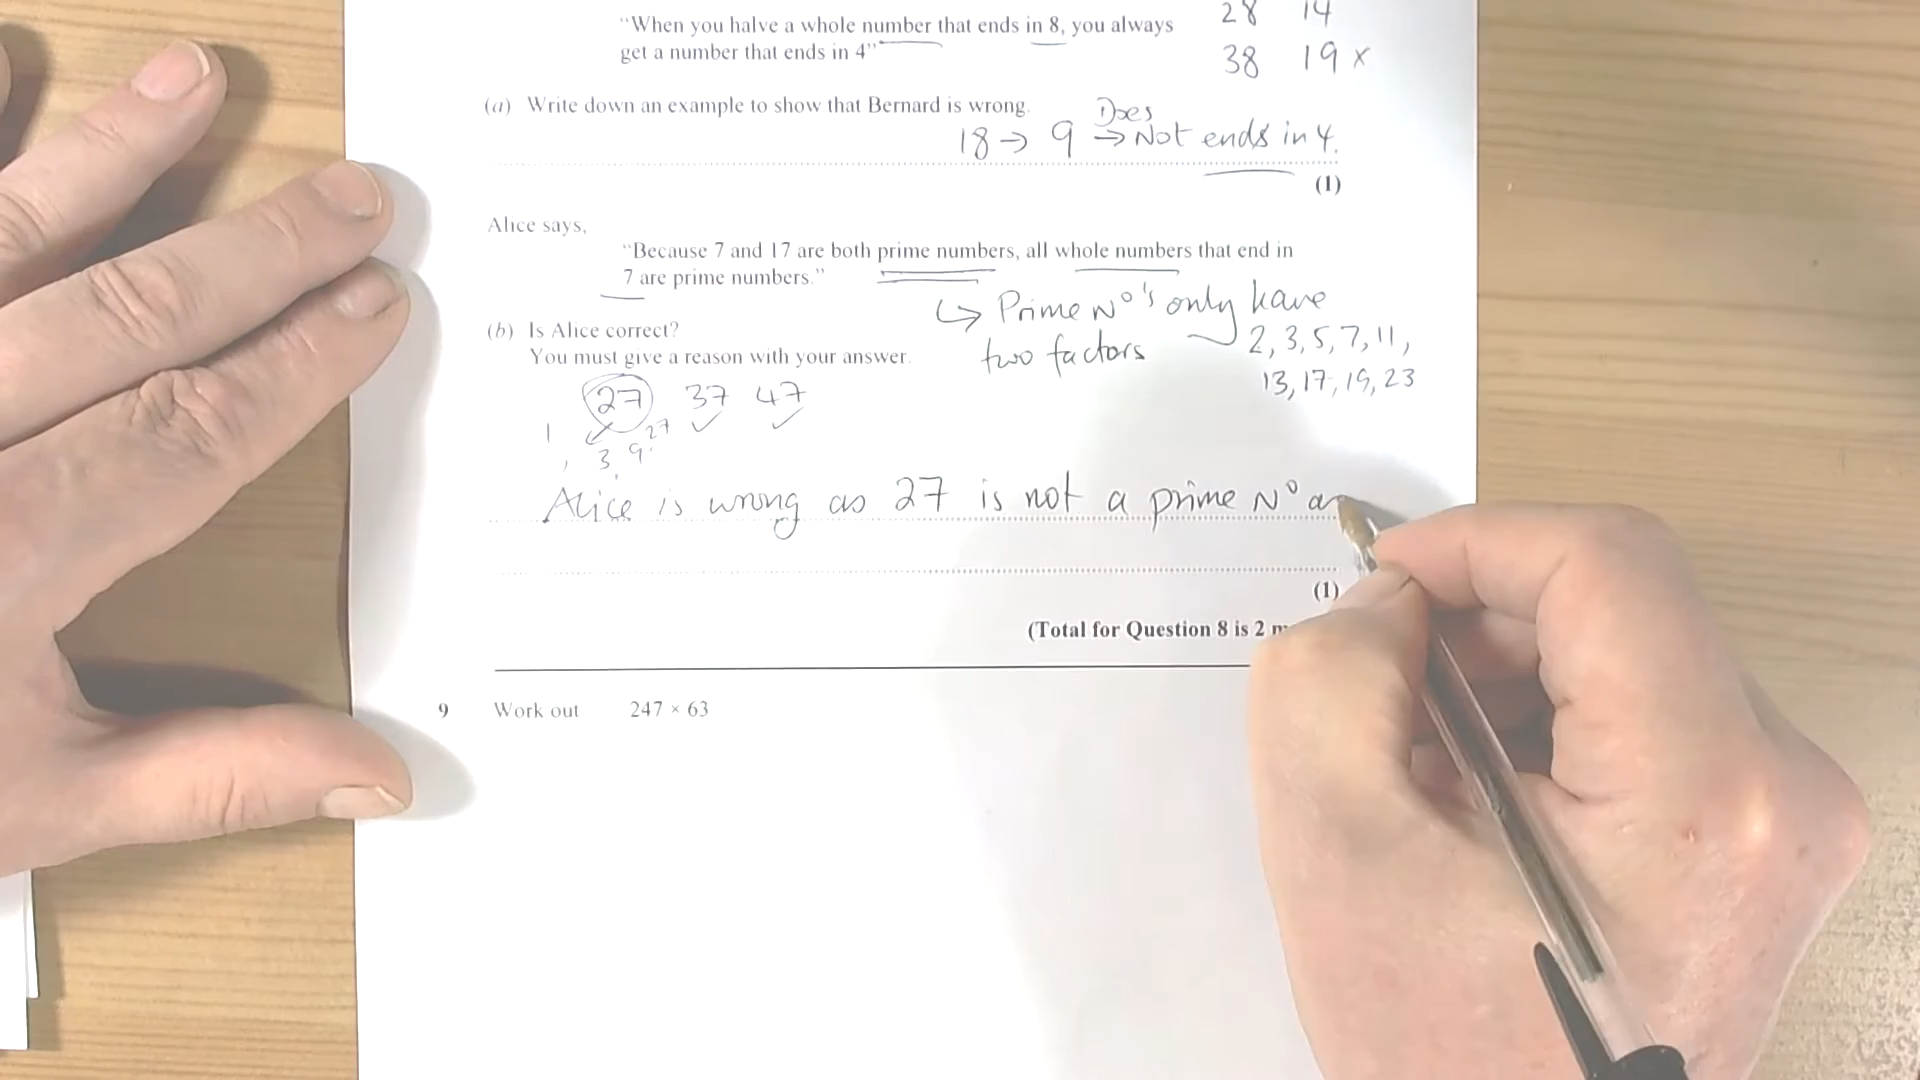 "When you halve a whole number that ends in 8, you always
get a number that ends in 4"
28 14
38 19 x
(a) Write down an example to show that Bernard is wrong.
18 → 9 → Does Not ends in 4.
(1)
Alice says,
"Because 7 and 17 are both prime numbers, all whole numbers that end in
7 are prime numbers."
↳ Prime Nº's only have
two factors
2, 3, 5, 7, 11,
13, 17, 19, 23
(b) Is Alice correct?
You must give a reason with your answer.
27 37 47
1, 3, 9, 27
Alice is wrong as 27 is not a prime Nº
(1)
(Total for Question 8 is 2
9 Work out 247 × 63